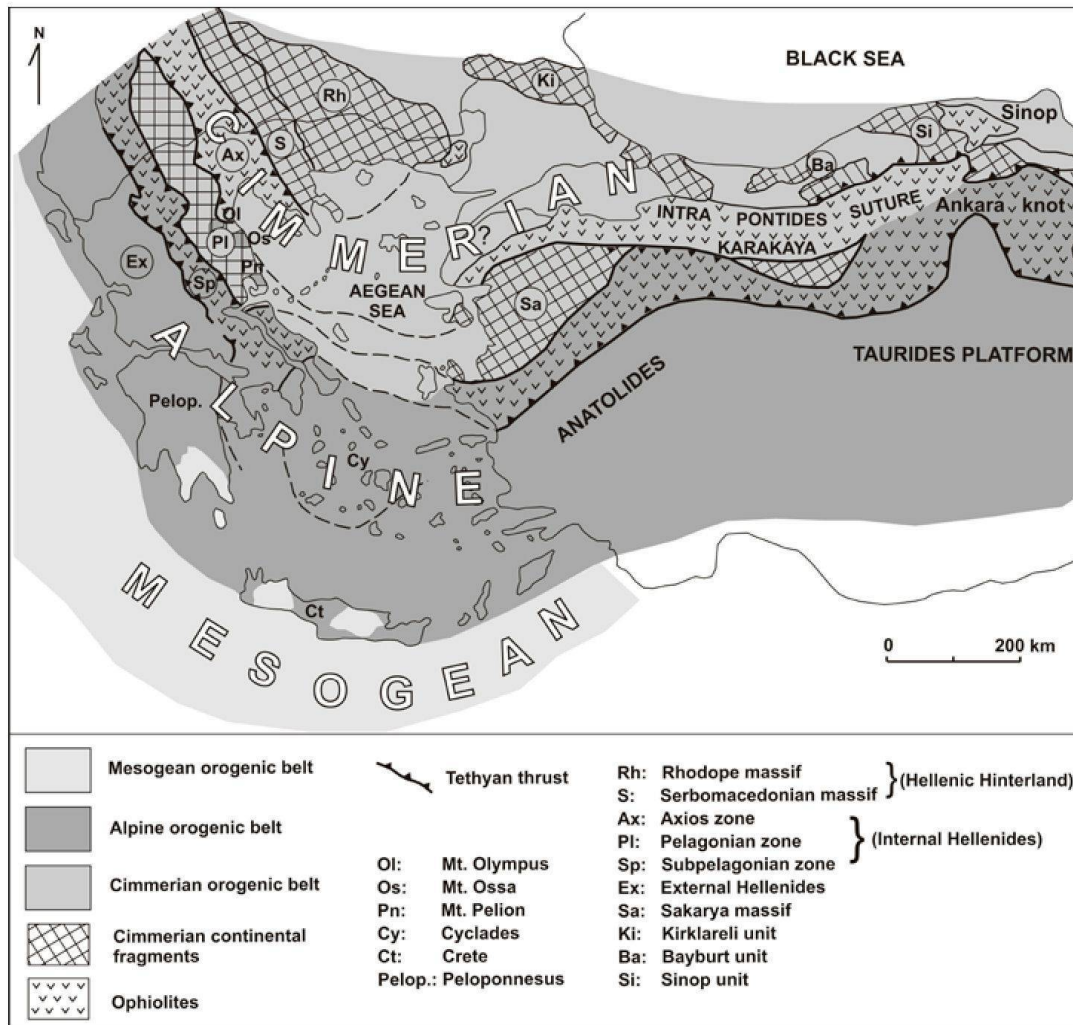 N
BLACK SEA
Rh
Ki
Sinop
Si
S
Ax
Ba
CIMMERIAN
INTRA PONTIDES SUTURE
KARAKAYA
Ankara knot
Ol
Os
Pl
Pn
?
Ex
Sp
AEGEAN
SEA
Sa
TAURIDES PLATFORM
ANATOLIDES
ALPINE
Pelop.
Cy
Ct
MESOGEAN
0 200 km
Mesogean orogenic belt
Alpine orogenic belt
Cimmerian orogenic belt
Cimmerian continental
fragments
Ophiolites
Tethyan thrust
Ol: Mt. Olympus
Os: Mt. Ossa
Pn: Mt. Pelion
Cy: Cyclades
Ct: Crete
Pelop.: Peloponnesus
Rh: Rhodope massif
S: Serbomacedonian massif
(Hellenic Hinterland)
Ax: Axios zone
Pl: Pelagonian zone
Sp: Subpelagonian zone
(Internal Hellenides)
Ex: External Hellenides
Sa: Sakarya massif
Ki: Kirklareli unit
Ba: Bayburt unit
Si: Sinop unit